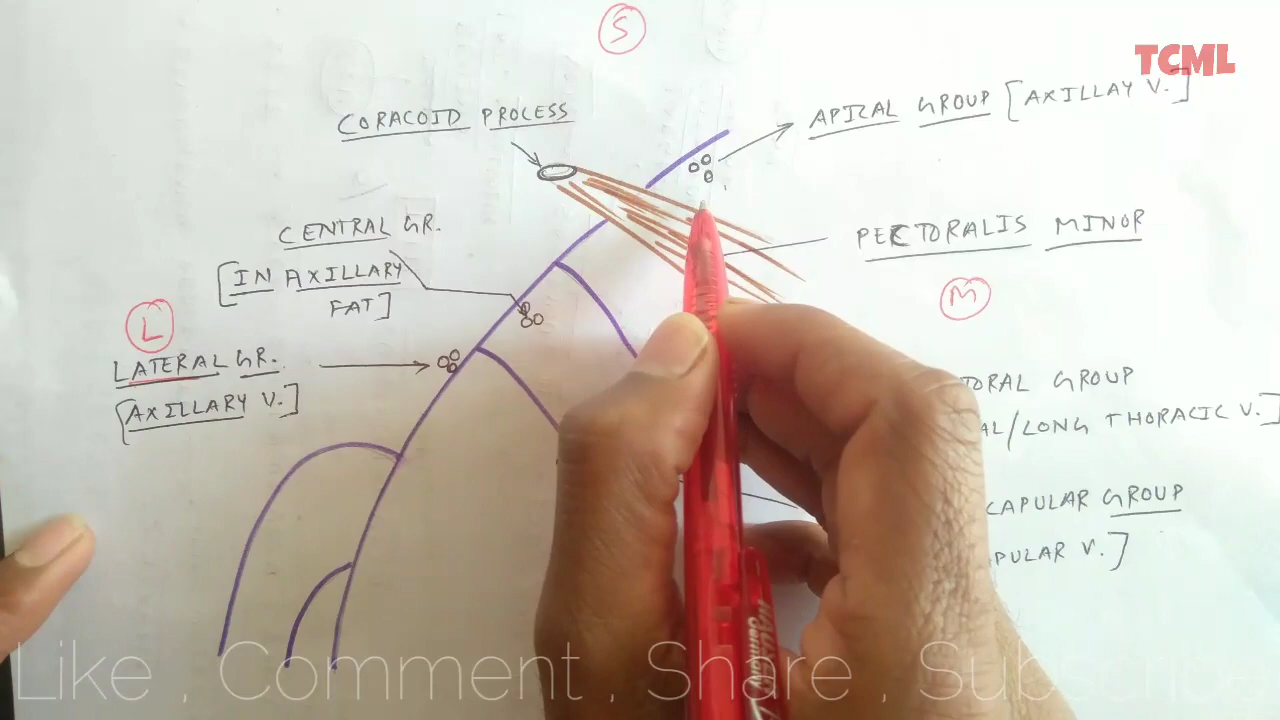 S
TCML
CORACOID PROCESS
APICAL GROUP [AXILLAY V.]
CENTRAL GR.
[IN AXILLARY
FAT]
PECTORALIS MINOR
L
M
LATERAL GR.
[AXILLARY V.]
TORAL GROUP
AL/LONG THORACIC V.]
CAPULAR GROUP
PULAR V.]
Like , Comment , Share , Subscribe